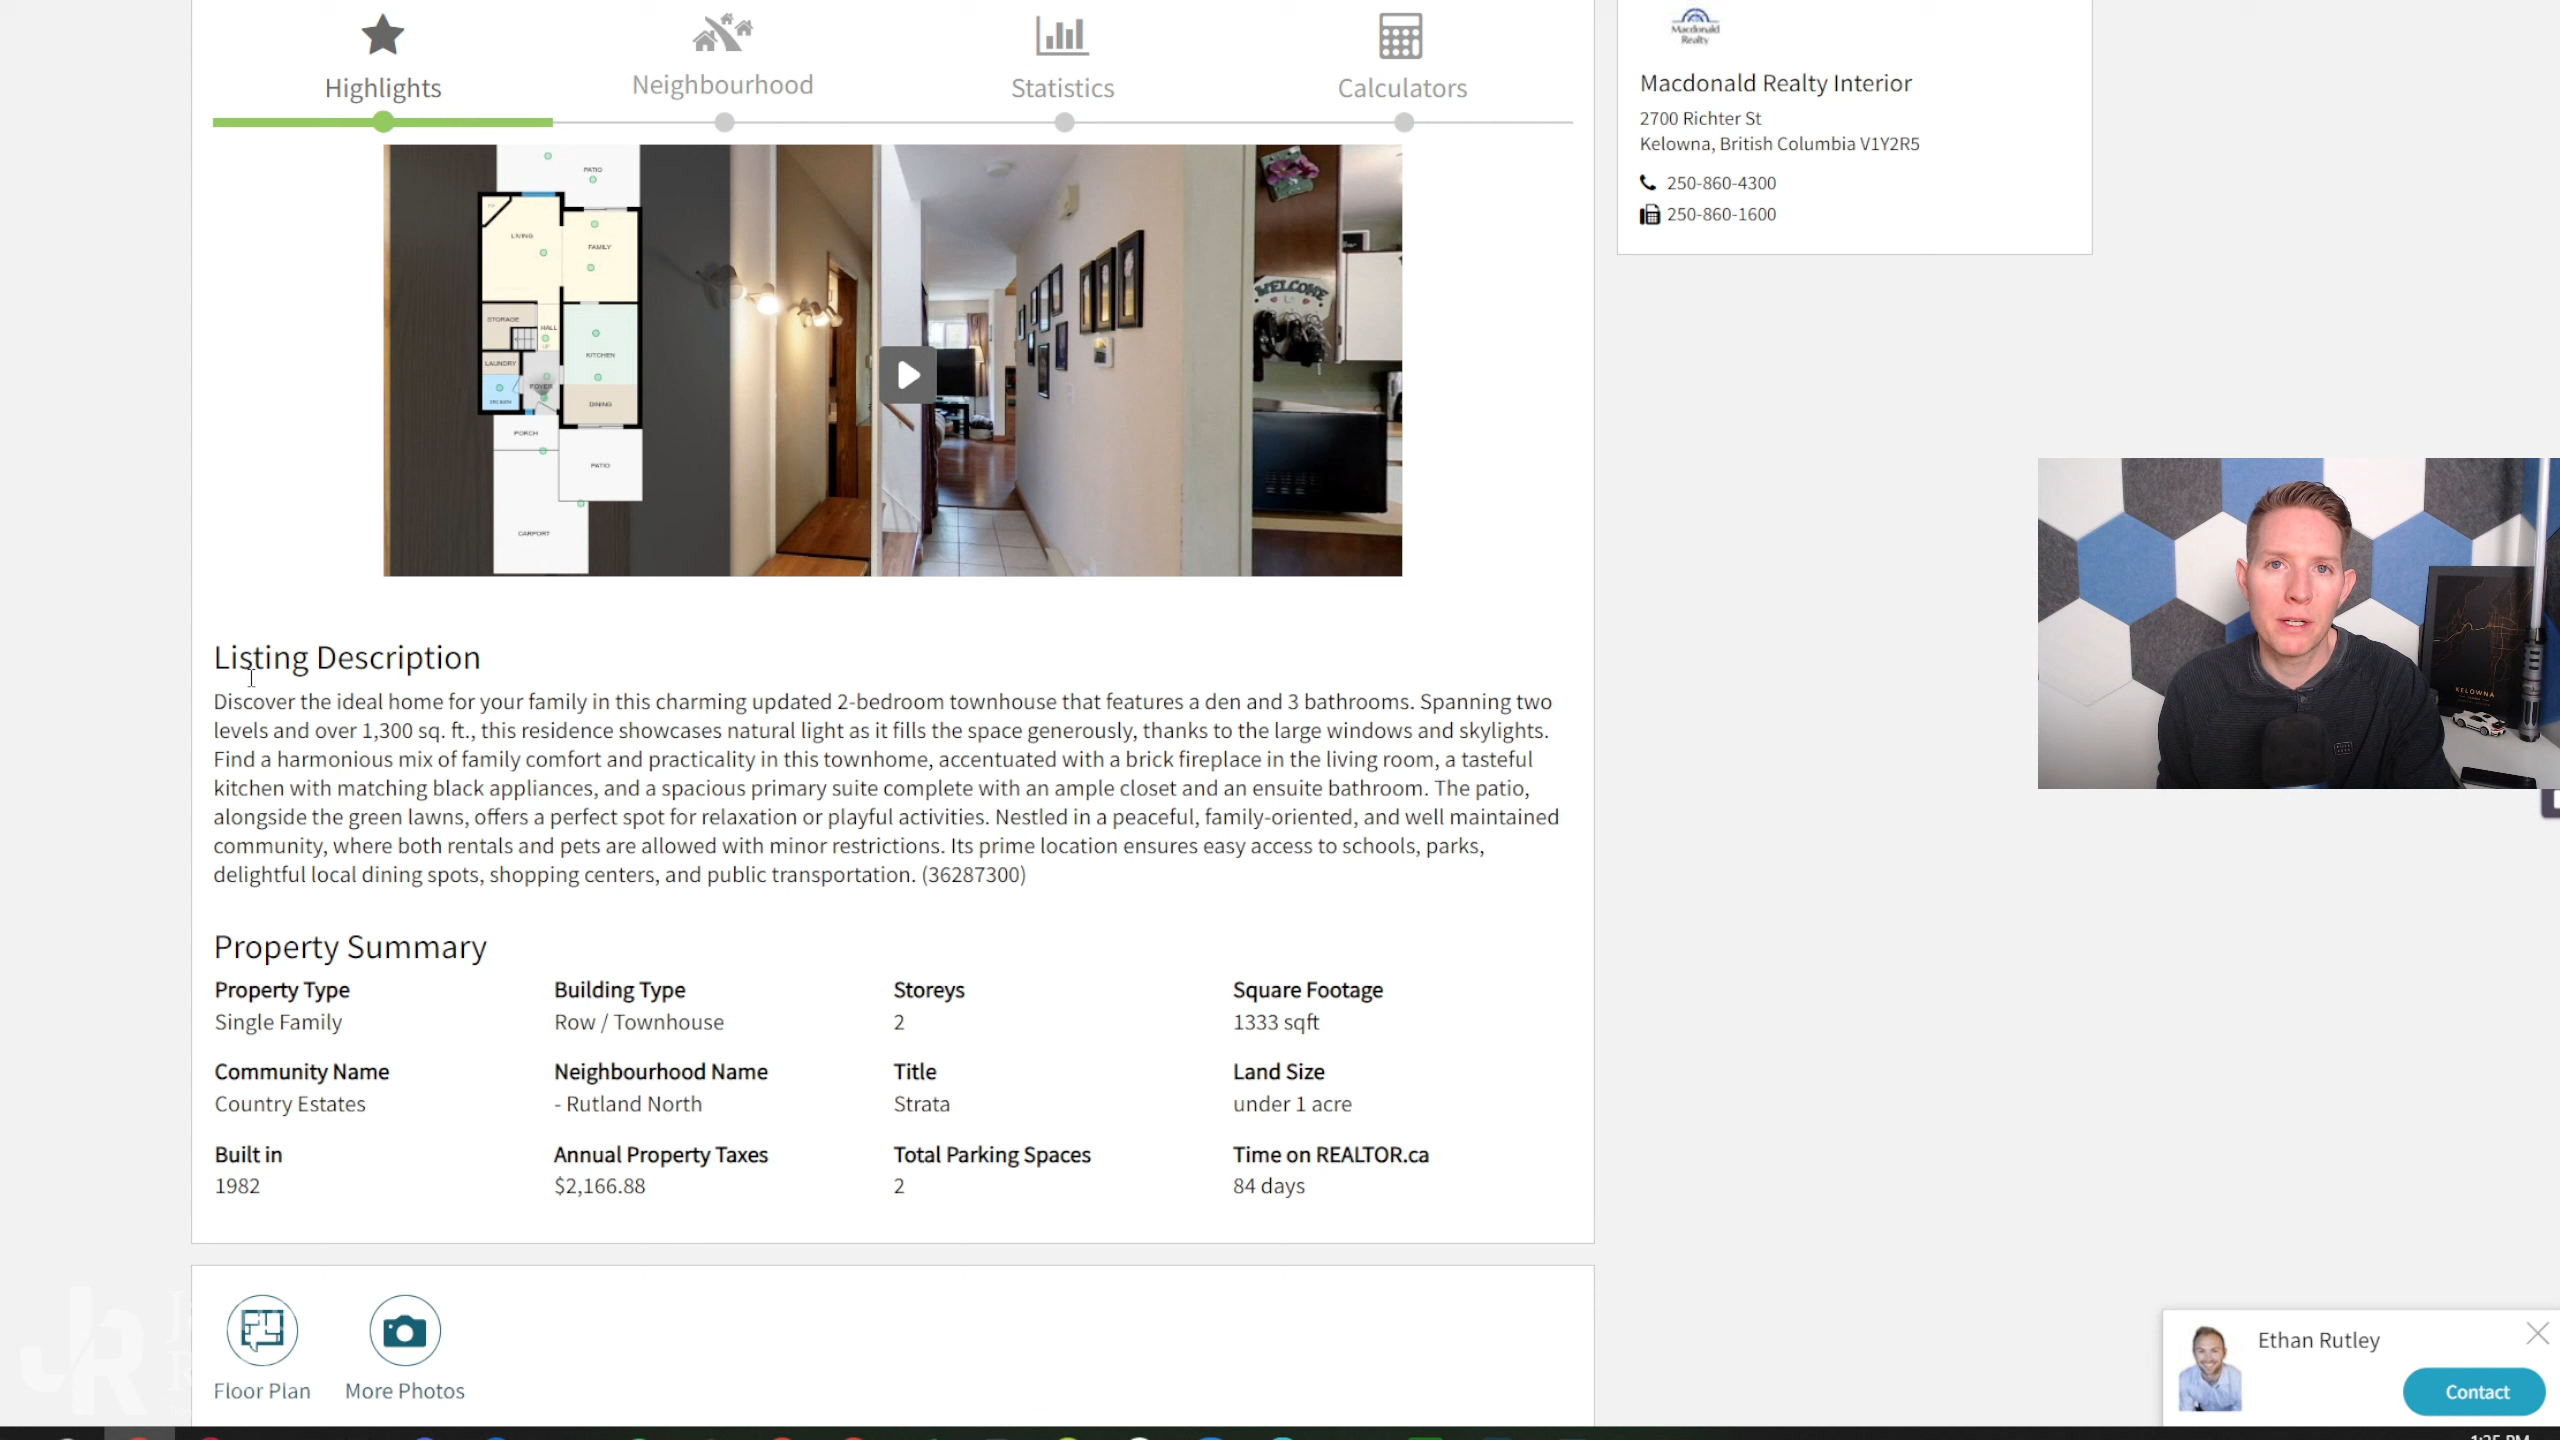 Highlights
Neighbourhood
Statistics
Calculators
Macdonald
Realty
Macdonald Realty Interior
2700 Richter St
Kelowna, British Columbia V1Y2R5
250-860-4300
250-860-1600
PATIO
LIVING
FAMILY
STORAGE
HALL
UP
LAUNDRY
KITCHEN
FOYER
DINING
PORCH
PATIO
CARPORT
WELCOME
KELOWNA
Listing Description
Discover the ideal home for your family in this charming updated 2-bedroom townhouse that features a den and 3 bathrooms. Spanning two
levels and over 1,300 sq. ft., this residence showcases natural light as it fills the space generously, thanks to the large windows and skylights.
Find a harmonious mix of family comfort and practicality in this townhome, accentuated with a brick fireplace in the living room, a tasteful
kitchen with matching black appliances, and a spacious primary suite complete with an ample closet and an ensuite bathroom. The patio,
alongside the green lawns, offers a perfect spot for relaxation or playful activities. Nestled in a peaceful, family-oriented, and well maintained
community, where both rentals and pets are allowed with minor restrictions. Its prime location ensures easy access to schools, parks,
delightful local dining spots, shopping centers, and public transportation. (36287300)
Property Summary
Property Type
Single Family
Building Type
Row / Townhouse
Storeys
2
Square Footage
1333 sqft
Community Name
Country Estates
Neighbourhood Name
- Rutland North
Title
Strata
Land Size
under 1 acre
Built in
1982
Annual Property Taxes
$2,166.88
Total Parking Spaces
2
Time on REALTOR.ca
84 days
Floor Plan
More Photos
JR
Ethan Rutley
Contact